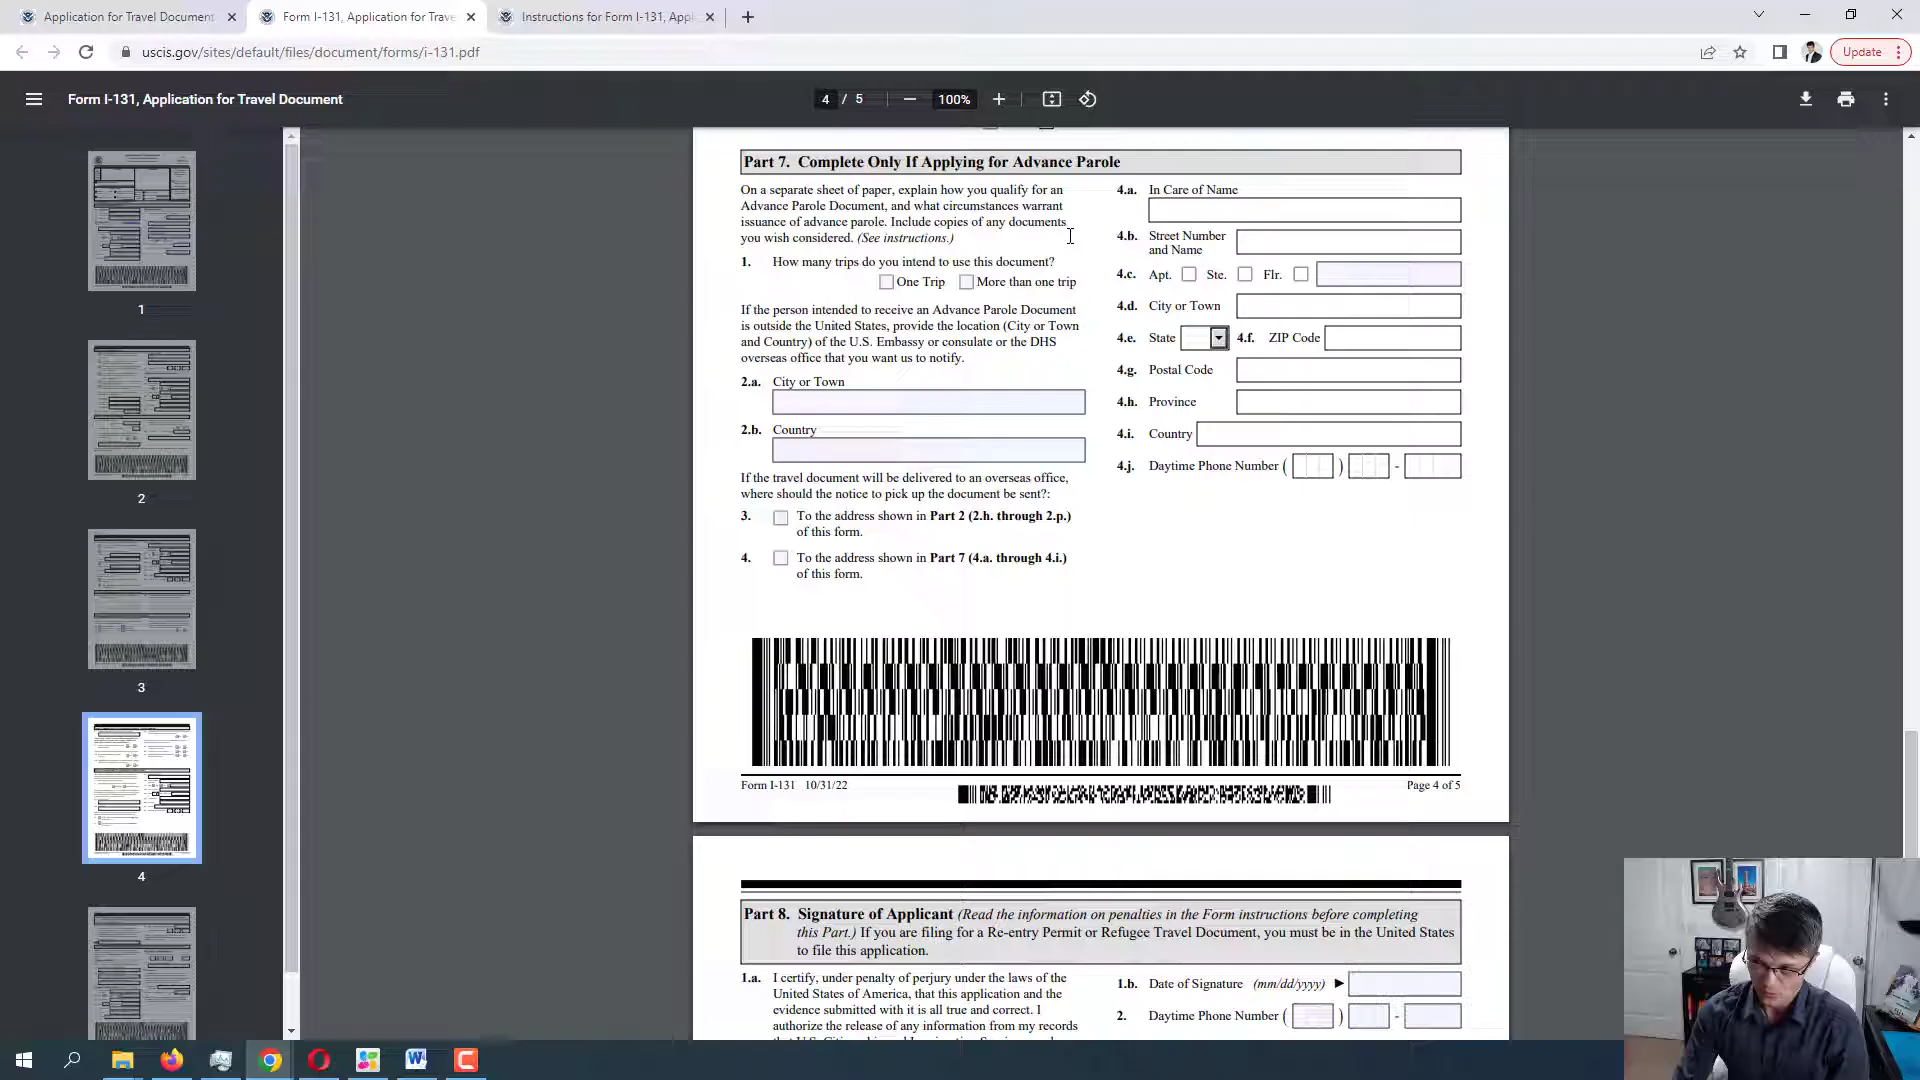 Application for Travel Document
Form I-131, Application for Trave
Instructions for Form I-131, Appl
uscis.gov/sites/default/files/document/forms/i-131.pdf
Update
Form I-131, Application for Travel Document
4 / 5
100%
1
2
3
4
Part 7. Complete Only If Applying for Advance Parole
On a separate sheet of paper, explain how you qualify for an
Advance Parole Document, and what circumstances warrant
issuance of advance parole. Include copies of any documents
you wish considered. (See instructions.)
1. How many trips do you intend to use this document?
One Trip More than one trip
If the person intended to receive an Advance Parole Document
is outside the United States, provide the location (City or Town
and Country) of the U.S. Embassy or consulate or the DHS
overseas office that you want us to notify.
2.a. City or Town
2.b. Country
If the travel document will be delivered to an overseas office,
where should the notice to pick up the document be sent?:
3. To the address shown in Part 2 (2.h. through 2.p.)
of this form.
4. To the address shown in Part 7 (4.a. through 4.i.)
of this form.
4.a. In Care of Name
4.b. Street Number
and Name
4.c. Apt. Ste. Flr.
4.d. City or Town
4.e. State 4.f. ZIP Code
4.g. Postal Code
4.h. Province
4.i. Country
4.j. Daytime Phone Number ( ) -
Form I-131 10/31/22
Page 4 of 5
Part 8. Signature of Applicant (Read the information on penalties in the Form instructions before completing
this Part.) If you are filing for a Re-entry Permit or Refugee Travel Document, you must be in the United States
to file this application.
1.a. I certify, under penalty of perjury under the laws of the
United States of America, that this application and the
evidence submitted with it is all true and correct. I
authorize the release of any information from my records
1.b. Date of Signature (mm/dd/yyyy)
2. Daytime Phone Number ( ) -